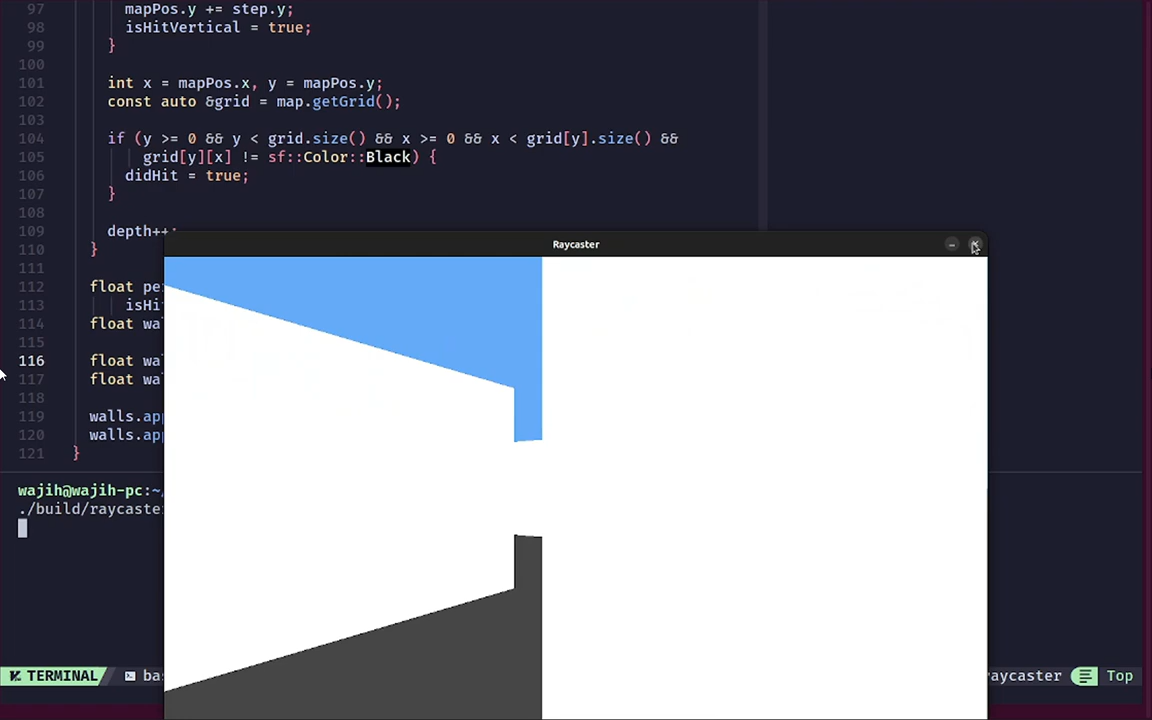 97 mapPos.y += step.y;
98 isHitVertical = true;
99 }
100
101 int x = mapPos.x, y = mapPos.y;
102 const auto &grid = map.getGrid();
103
104 if (y >= 0 && y < grid.size() && x >= 0 && x < grid[y].size() &&
105 grid[y][x] != sf::Color::Black) {
106 didHit = true;
107 }
108
109 depth++;
110 }
Raycaster
111
112 float pe
113 isHi
114 float wa
115
116 float wa
117 float wa
118
119 walls.ap
120 walls.ap
121 }
wajih@wajih-pc:~/
./build/raycaste
TERMINAL ba
aycaster Top